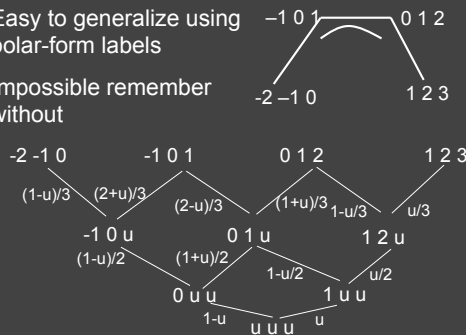 Easy to generalize using
polar-form labels
–1 0 1
0 1 2
Impossible remember
without
-2 –1 0
1 2 3
-2 -1 0
-1 0 1
0 1 2
1 2 3
(1-u)/3
(2+u)/3
(2-u)/3
(1+u)/3
1-u/3
u/3
-1 0 u
0 1u
1 2 u
(1-u)/2
(1+u)/2
1-u/2
u/2
0 u u
1 u u
1-u
u
u u u